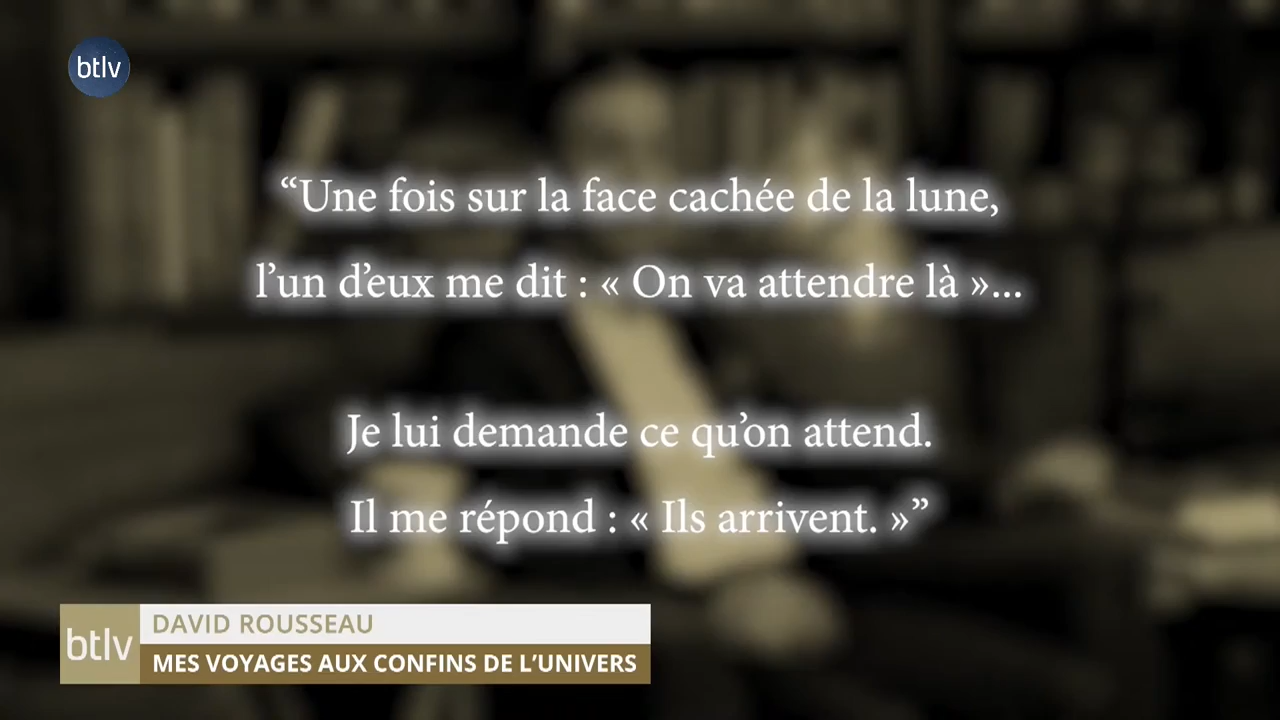 btlv
“Une fois sur la face cachée de la lune,
l’un d’eux me dit : « On va attendre là »...
Je lui demande ce qu’on attend.
Il me répond : « Ils arrivent. »”
btlv
DAVID ROUSSEAU
MES VOYAGES AUX CONFINS DE L’UNIVERS